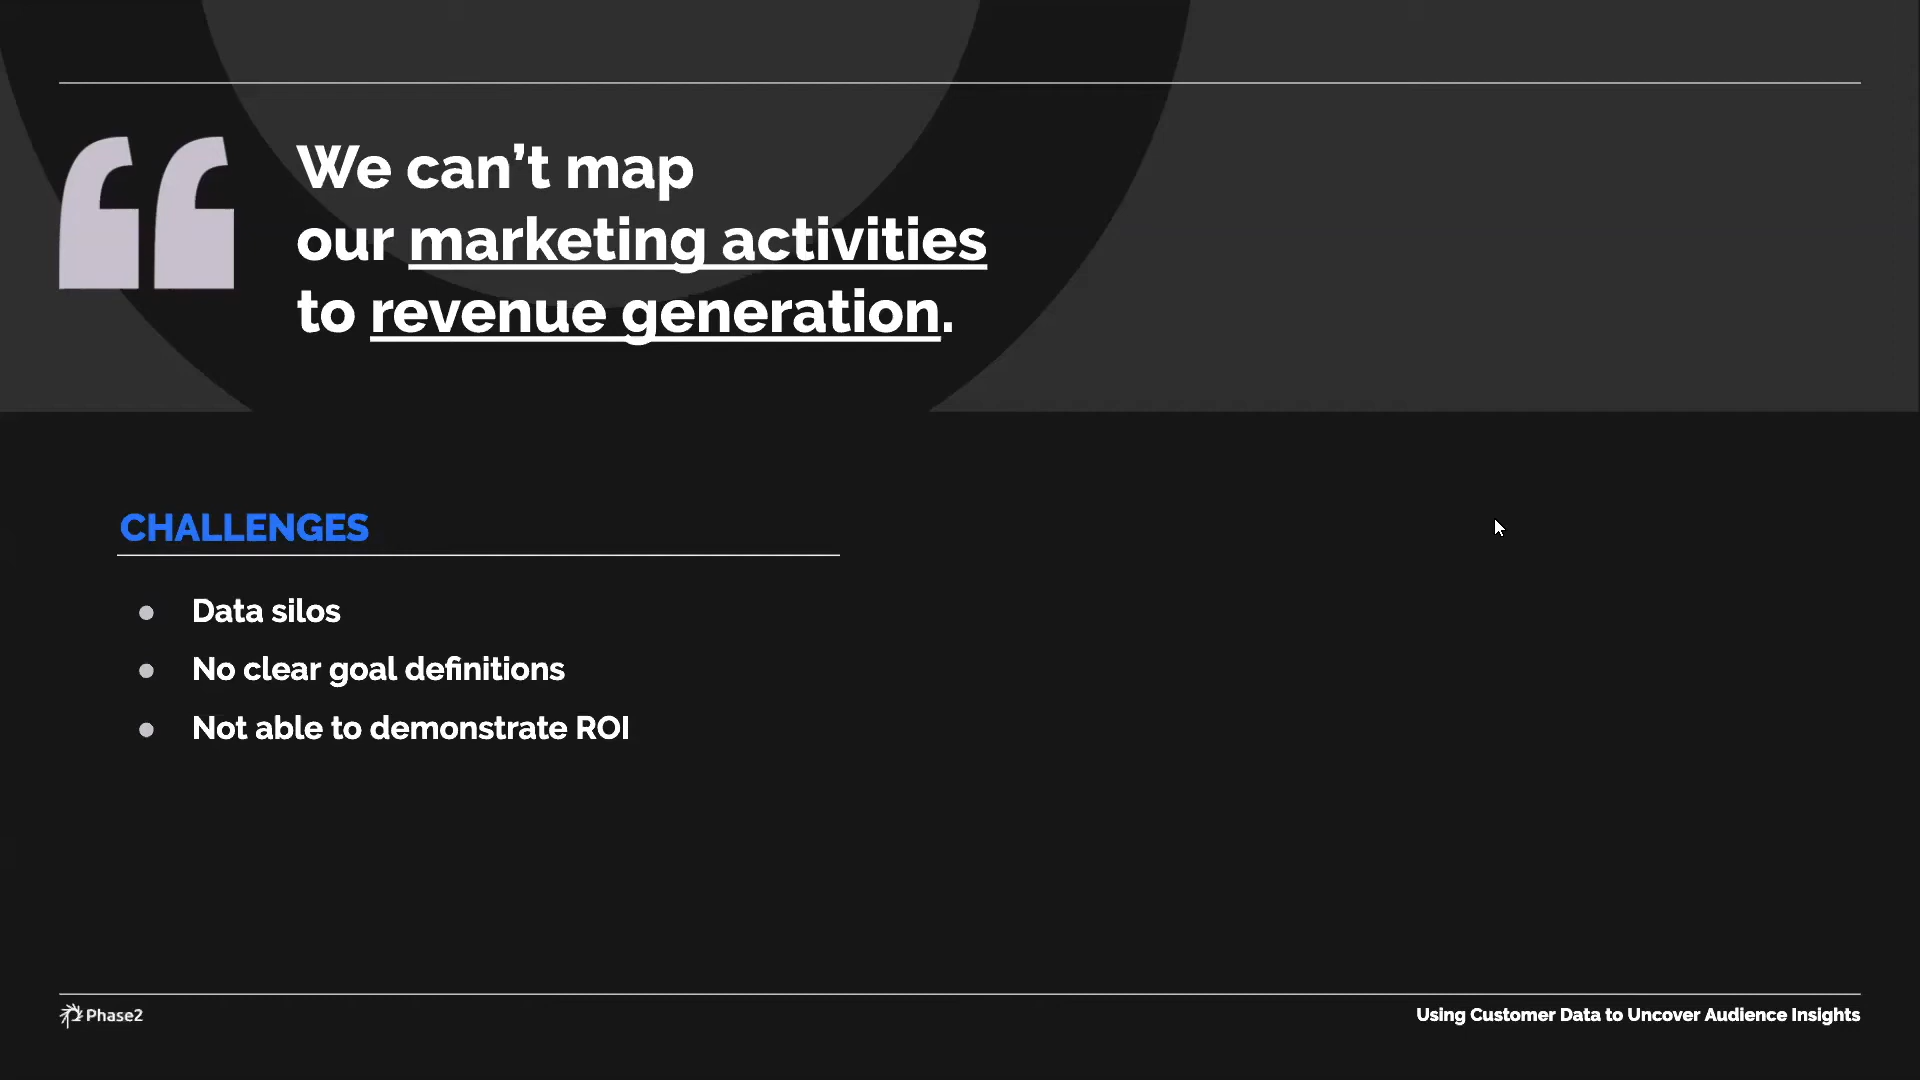 We can’t map
our marketing activities
to revenue generation.
CHALLENGES
● Data silos
● No clear goal definitions
● Not able to demonstrate ROI
Phase2
Using Customer Data to Uncover Audience Insights